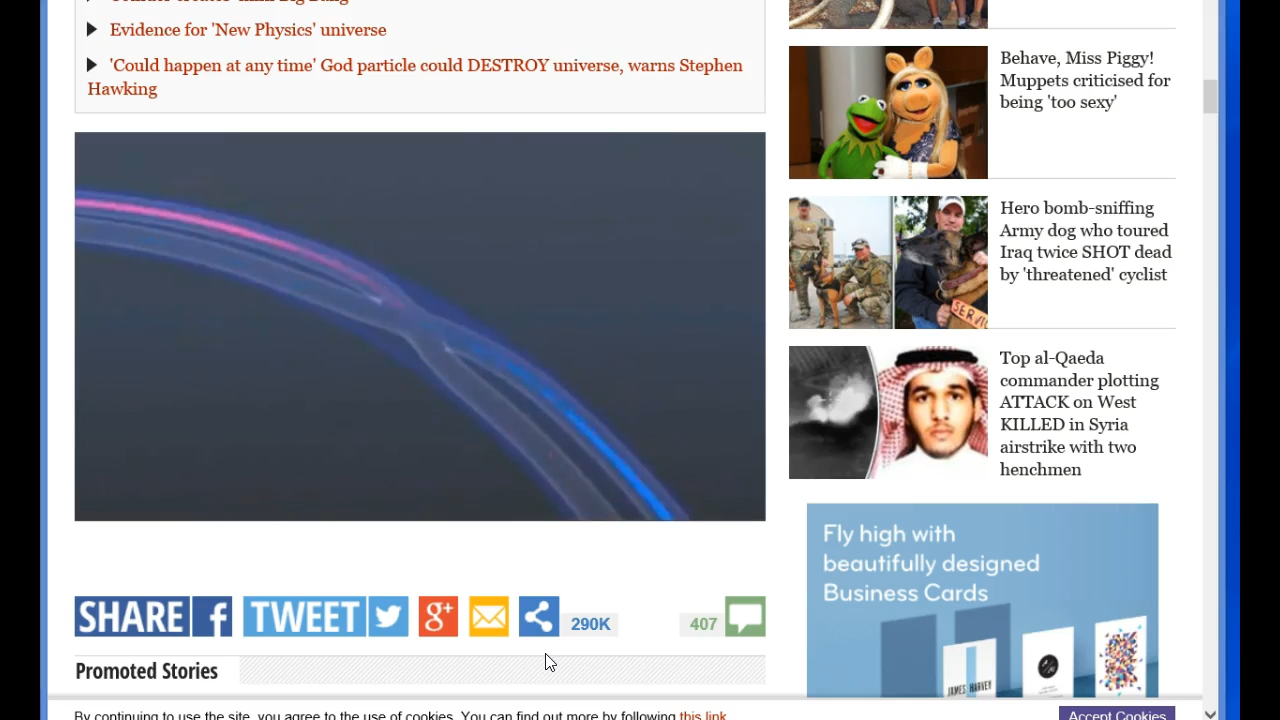 Evidence for 'New Physics' universe
'Could happen at any time' God particle could DESTROY universe, warns Stephen
Hawking
SHARE
TWEET
g+
290K
407
Promoted Stories
Behave, Miss Piggy!
Muppets criticised for
being 'too sexy'
Hero bomb-sniffing
Army dog who toured
Iraq twice SHOT dead
by 'threatened' cyclist
Top al-Qaeda
commander plotting
ATTACK on West
KILLED in Syria
airstrike with two
henchmen
Fly high with
beautifully designed
Business Cards
JAMES HARVEY
By continuing to use the site, you agree to the use of cookies. You can find out more by following this link
Accept Cookies